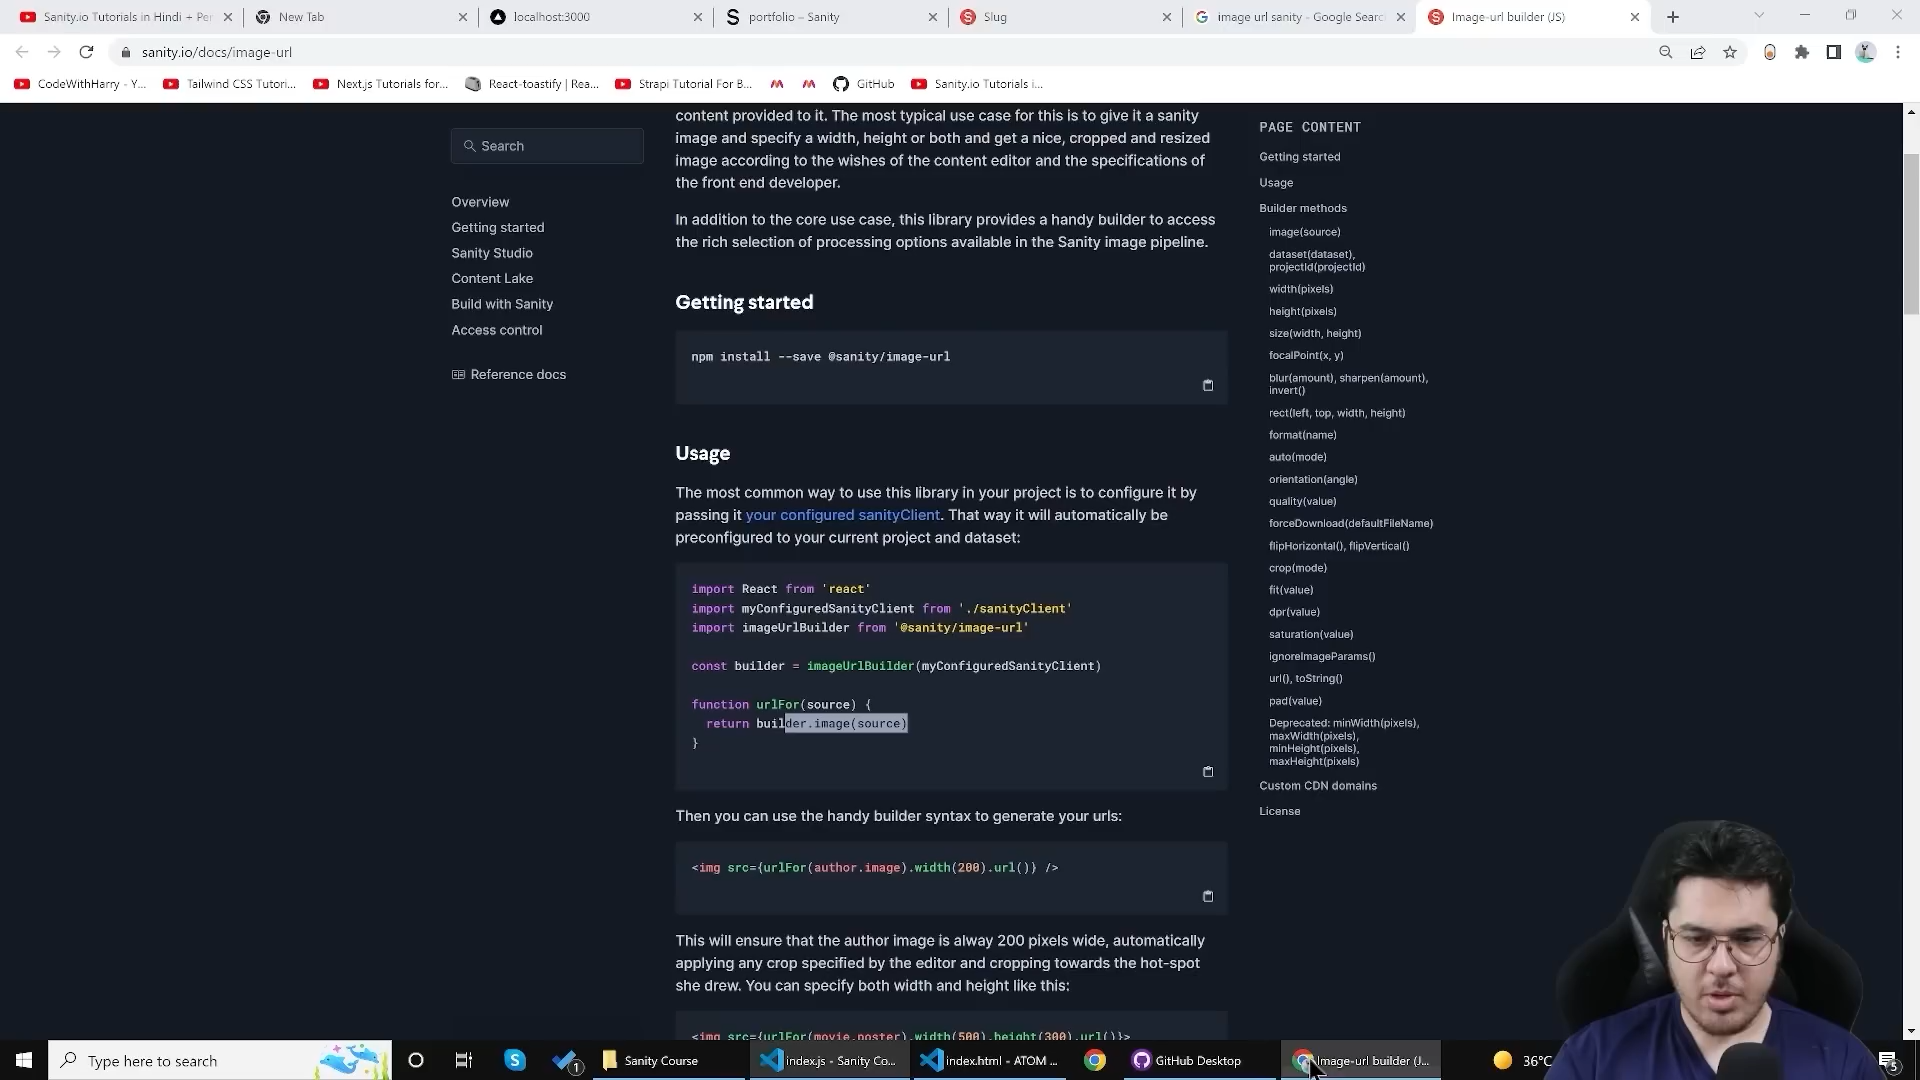 Sanity.io Tutorials in Hindi + Per
New Tab
localhost:3000
portfolio – Sanity
Slug
image url sanity - Google Searc
Image-url builder (JS)
sanity.io/docs/image-url
CodeWithHarry - Y...
Tailwind CSS Tutori...
Next.js Tutorials for...
React-toastify | Rea...
Strapi Tutorial For B...
GitHub
Sanity.io Tutorials i...
Search
Overview
Getting started
Sanity Studio
Content Lake
Build with Sanity
Access control
Reference docs
content provided to it. The most typical use case for this is to give it a sanity
image and specify a width, height or both and get a nice, cropped and resized
image according to the wishes of the content editor and the specifications of
the front end developer.
In addition to the core use case, this library provides a handy builder to access
the rich selection of processing options available in the Sanity image pipeline.
Getting started
npm install --save @sanity/image-url
Usage
The most common way to use this library in your project is to configure it by
passing it your configured sanityClient. That way it will automatically be
preconfigured to your current project and dataset:
import React from 'react'
import myConfiguredSanityClient from './sanityClient'
import imageUrlBuilder from '@sanity/image-url'
const builder = imageUrlBuilder(myConfiguredSanityClient)
function urlFor(source) {
return builder.image(source)
}
Then you can use the handy builder syntax to generate your urls:
<img src={urlFor(author.image).width(200).url()} />
This will ensure that the author image is alway 200 pixels wide, automatically
applying any crop specified by the editor and cropping towards the hot-spot
she drew. You can specify both width and height like this:
<img src={urlFor(movie.poster).width(500).height(300).url()}>
PAGE CONTENT
Getting started
Usage
Builder methods
image(source)
dataset(dataset),
projectId(projectId)
width(pixels)
height(pixels)
size(width, height)
focalPoint(x, y)
blur(amount), sharpen(amount),
invert()
rect(left, top, width, height)
format(name)
auto(mode)
orientation(angle)
quality(value)
forceDownload(defaultFileName)
flipHorizontal(), flipVertical()
crop(mode)
fit(value)
dpr(value)
saturation(value)
ignoreImageParams()
url(), toString()
pad(value)
Deprecated: minWidth(pixels),
maxWidth(pixels),
minHeight(pixels),
maxHeight(pixels)
Custom CDN domains
License
Type here to search
1
Sanity Course
index.js - Sanity Co...
index.html - ATOM ...
GitHub Desktop
Image-url builder (J...
36°C
5